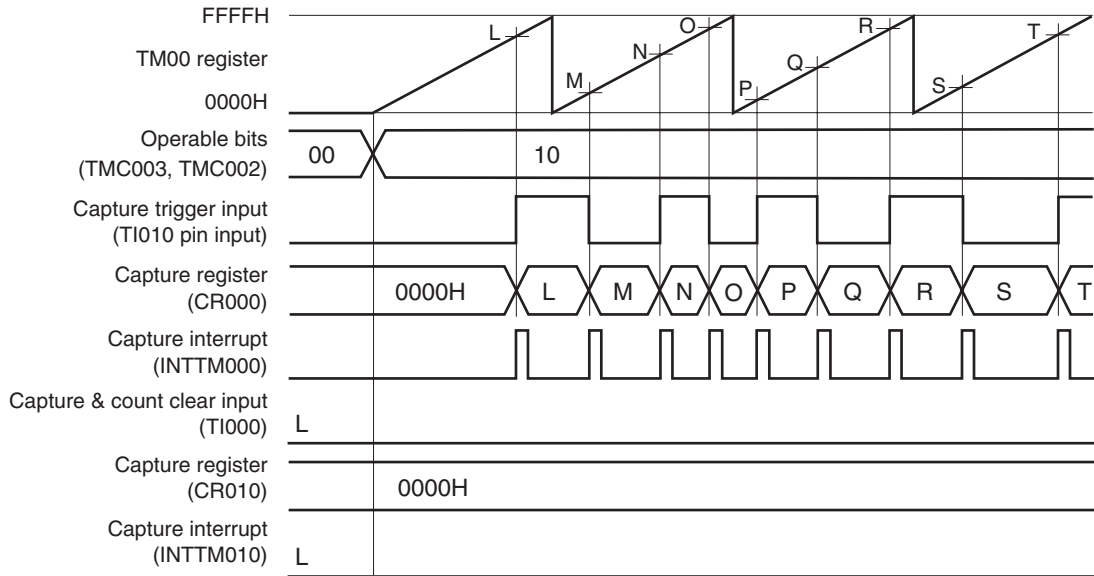 FFFFH
TM00 register
0000H
L M N O P Q R S T
Operable bits
(TMC003, TMC002)
00 10
Capture trigger input
(TI010 pin input)
Capture register
(CR000)
0000H L M N O P Q R S T
Capture interrupt
(INTTM000)
Capture & count clear input
(TI000)
L
Capture register
(CR010)
0000H
Capture interrupt
(INTTM010)
L